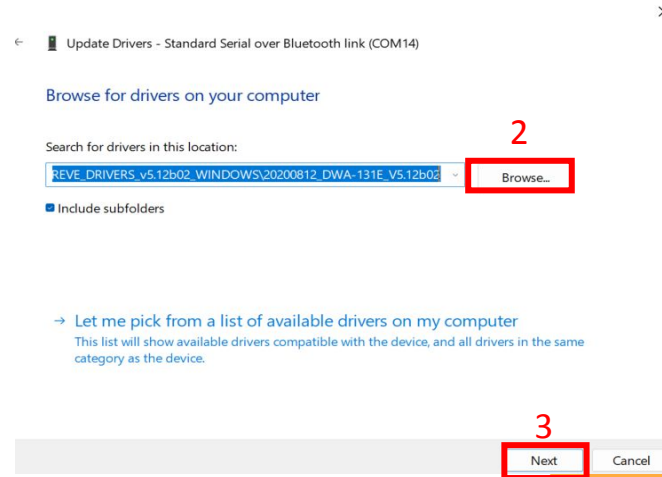 Update Drivers - Standard Serial over Bluetooth link (COM14)
Browse for drivers on your computer
2
Search for drivers in this location:
REVE_DRIVERS_v5.12b02_WINDOWS\20200812_DWA-131E_V5.12b02
Browse...
Include subfolders
→ Let me pick from a list of available drivers on my computer
This list will show available drivers compatible with the device, and all drivers in the same
category as the device.
3
Next
Cancel